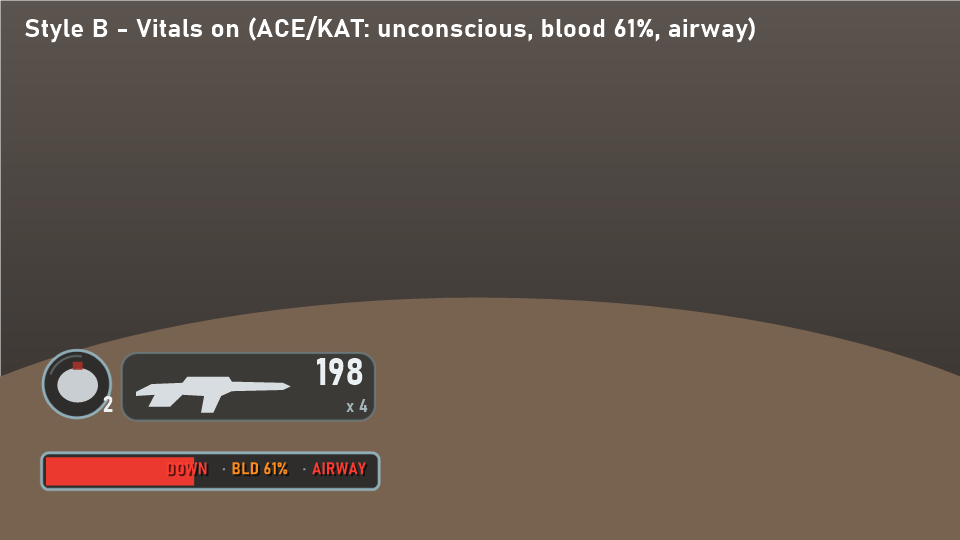 Style B - Vitals on (ACE/KAT: unconscious, blood 61%, airway)
198
2
x 4
DOWN · BLD 61% · AIRWAY